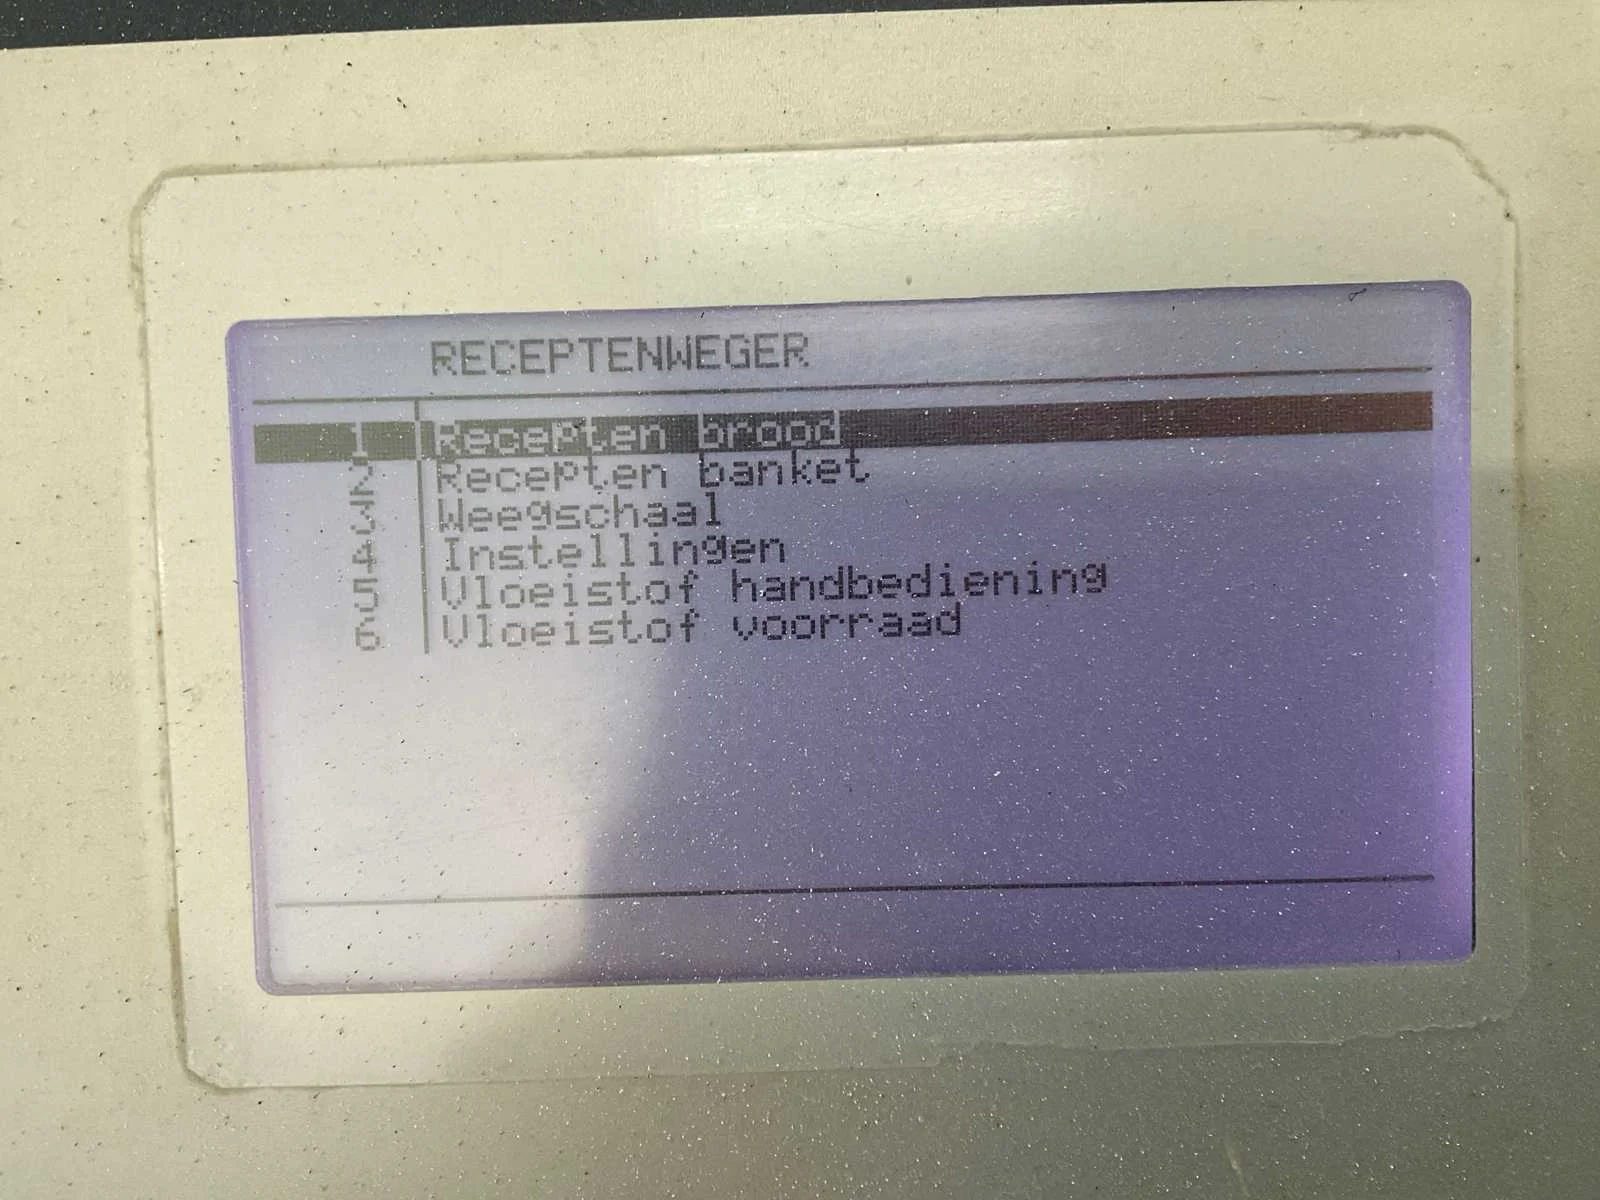 RECEPTENWEGER
1 Recepten brood
2 Recepten banket
3 Weegschaal
4 Instellingen
5 Vloeistof handbediening
6 Vloeistof voorraad